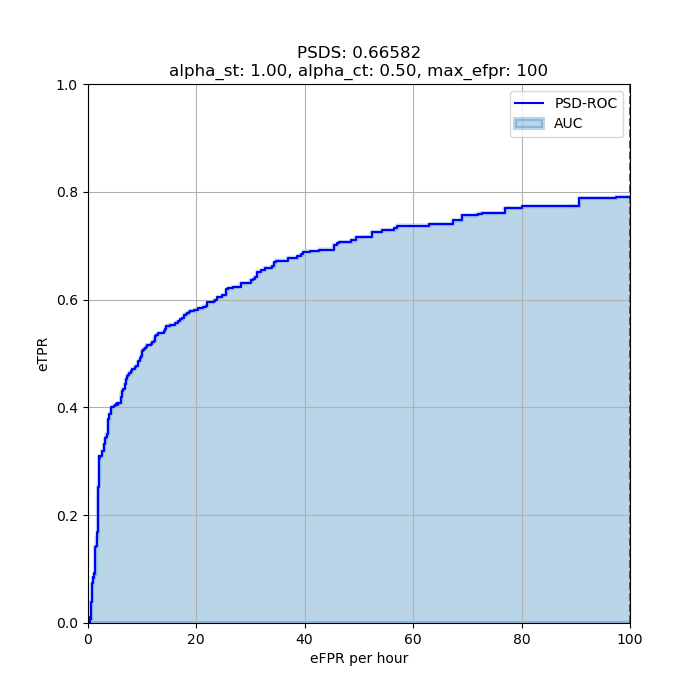 PSDS: 0.66582
alpha_st: 1.00, alpha_ct: 0.50, max_efpr: 100
1.0
PSD-ROC
AUC
0.8
0.6
eTPR
0.4
0.2
0.0
0 20 40 60 80 100
eFPR per hour